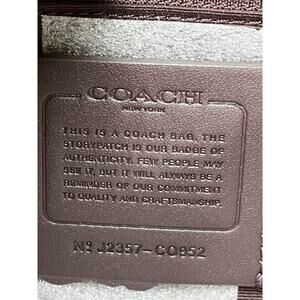 COACH
NEW YORK
THIS IS A COACH BAG. THE
STORYPATCH IS OUR BADGE OF
AUTHENTICITY. FEW PEOPLE MAY
SEE IT, BUT IT WILL ALWAYS BE A
REMINDER OF OUR COMMITMENT
TO QUALITY AND CRAFTSMANSHIP.
Nº J2357-CO952